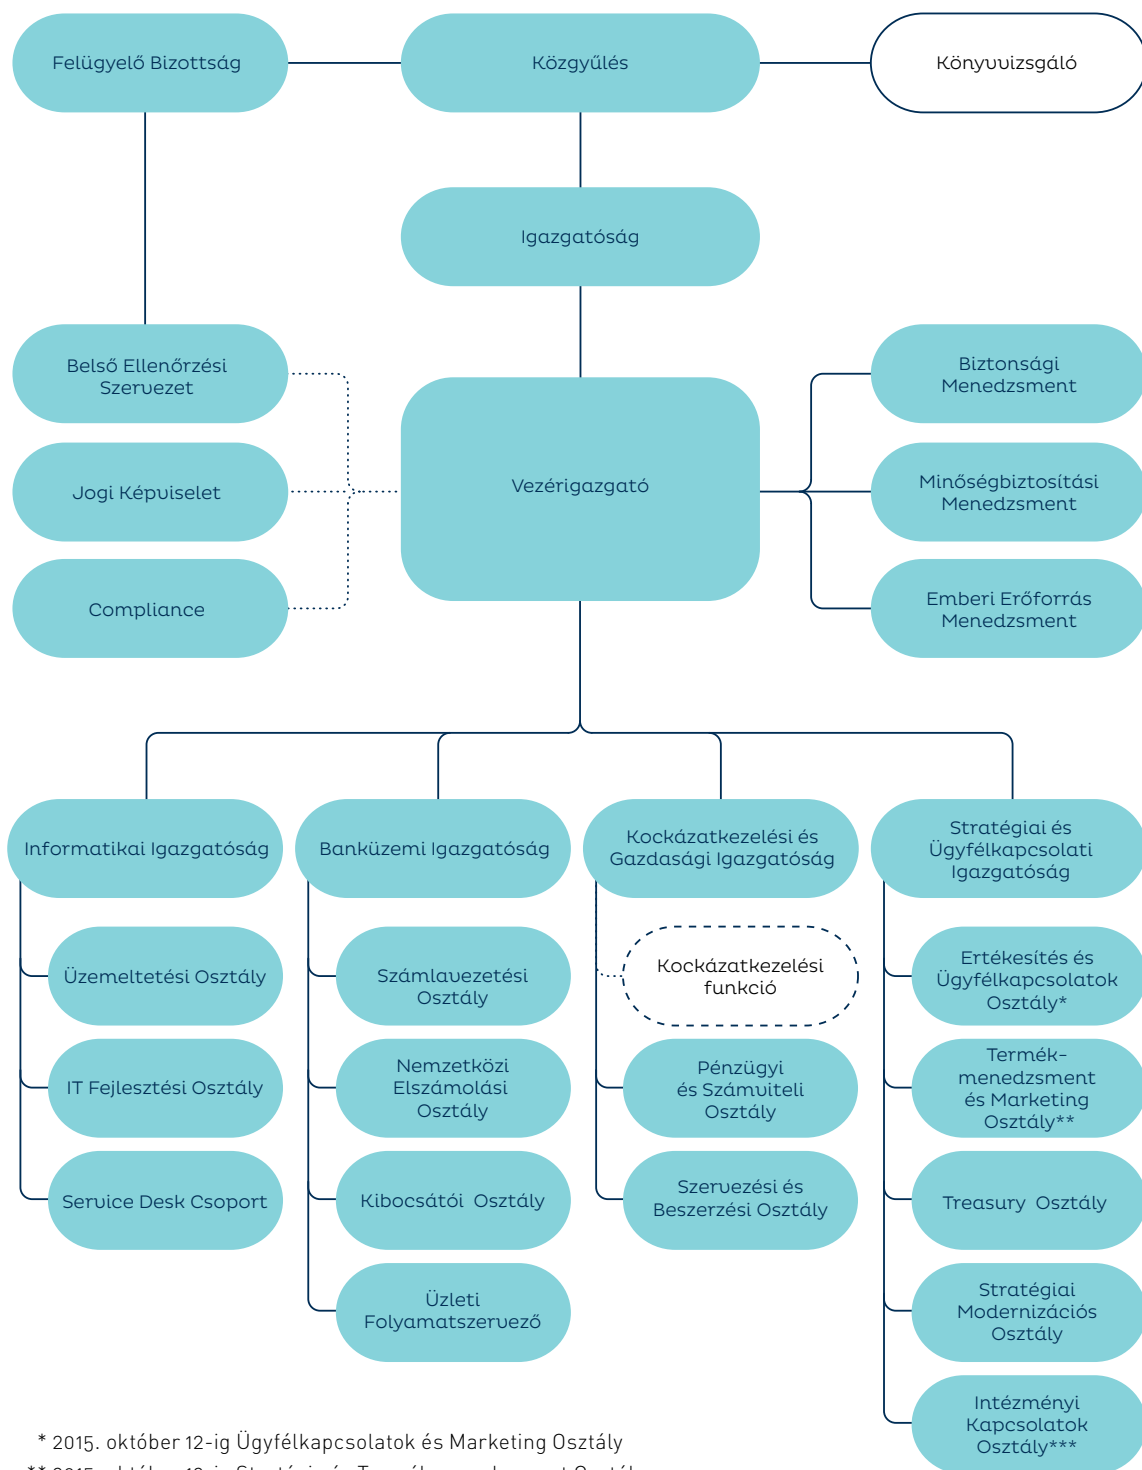 Felügyelő Bizottság
Közgyűlés
Könyvvizsgáló
Igazgatóság
Belső Ellenőrzési
Szervezet
Jogi Képviselet
Compliance
Vezérigazgató
Biztonsági
Menedzsment
Minőségbiztosítási
Menedzsment
Emberi Erőforrás
Menedzsment
Informatikai Igazgatóság
Üzemeltetési Osztály
IT Fejlesztési Osztály
Service Desk Csoport
Banküzemi Igazgatóság
Számlavezetési
Osztály
Nemzetközi
Elszámolási
Osztály
Kibocsátói Osztály
Üzleti
Folyamatszervező
Kockázatkezelési és
Gazdasági Igazgatóság
Kockázatkezelési
funkció
Pénzügyi
és Számviteli
Osztály
Szervezési és
Beszerzési Osztály
Stratégiai és
Ügyfélkapcsolati
Igazgatóság
Ertékesítés és
Ügyfélkapcsolatok
Osztály*
Termék-
menedzsment
és Marketing
Osztály**
Treasury Osztály
Stratégiai
Modernizációs
Osztály
Intézményi
Kapcsolatok
Osztály***
* 2015. október 12-ig Ügyfélkapcsolatok és Marketing Osztály